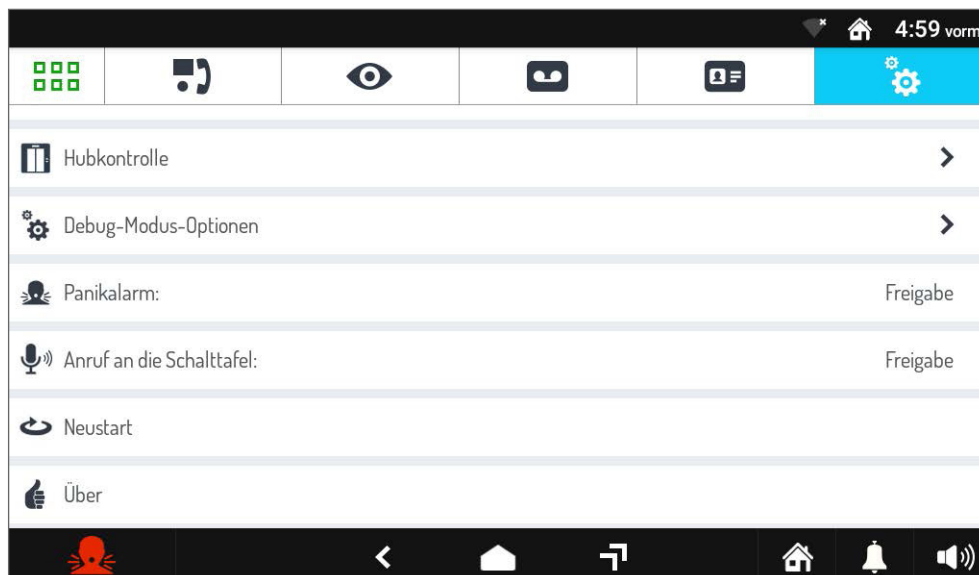 4:59 vorm
Hubkontrolle
Debug-Modus-Optionen
Panikalarm: Freigabe
Anruf an die Schalttafel: Freigabe
Neustart
Über